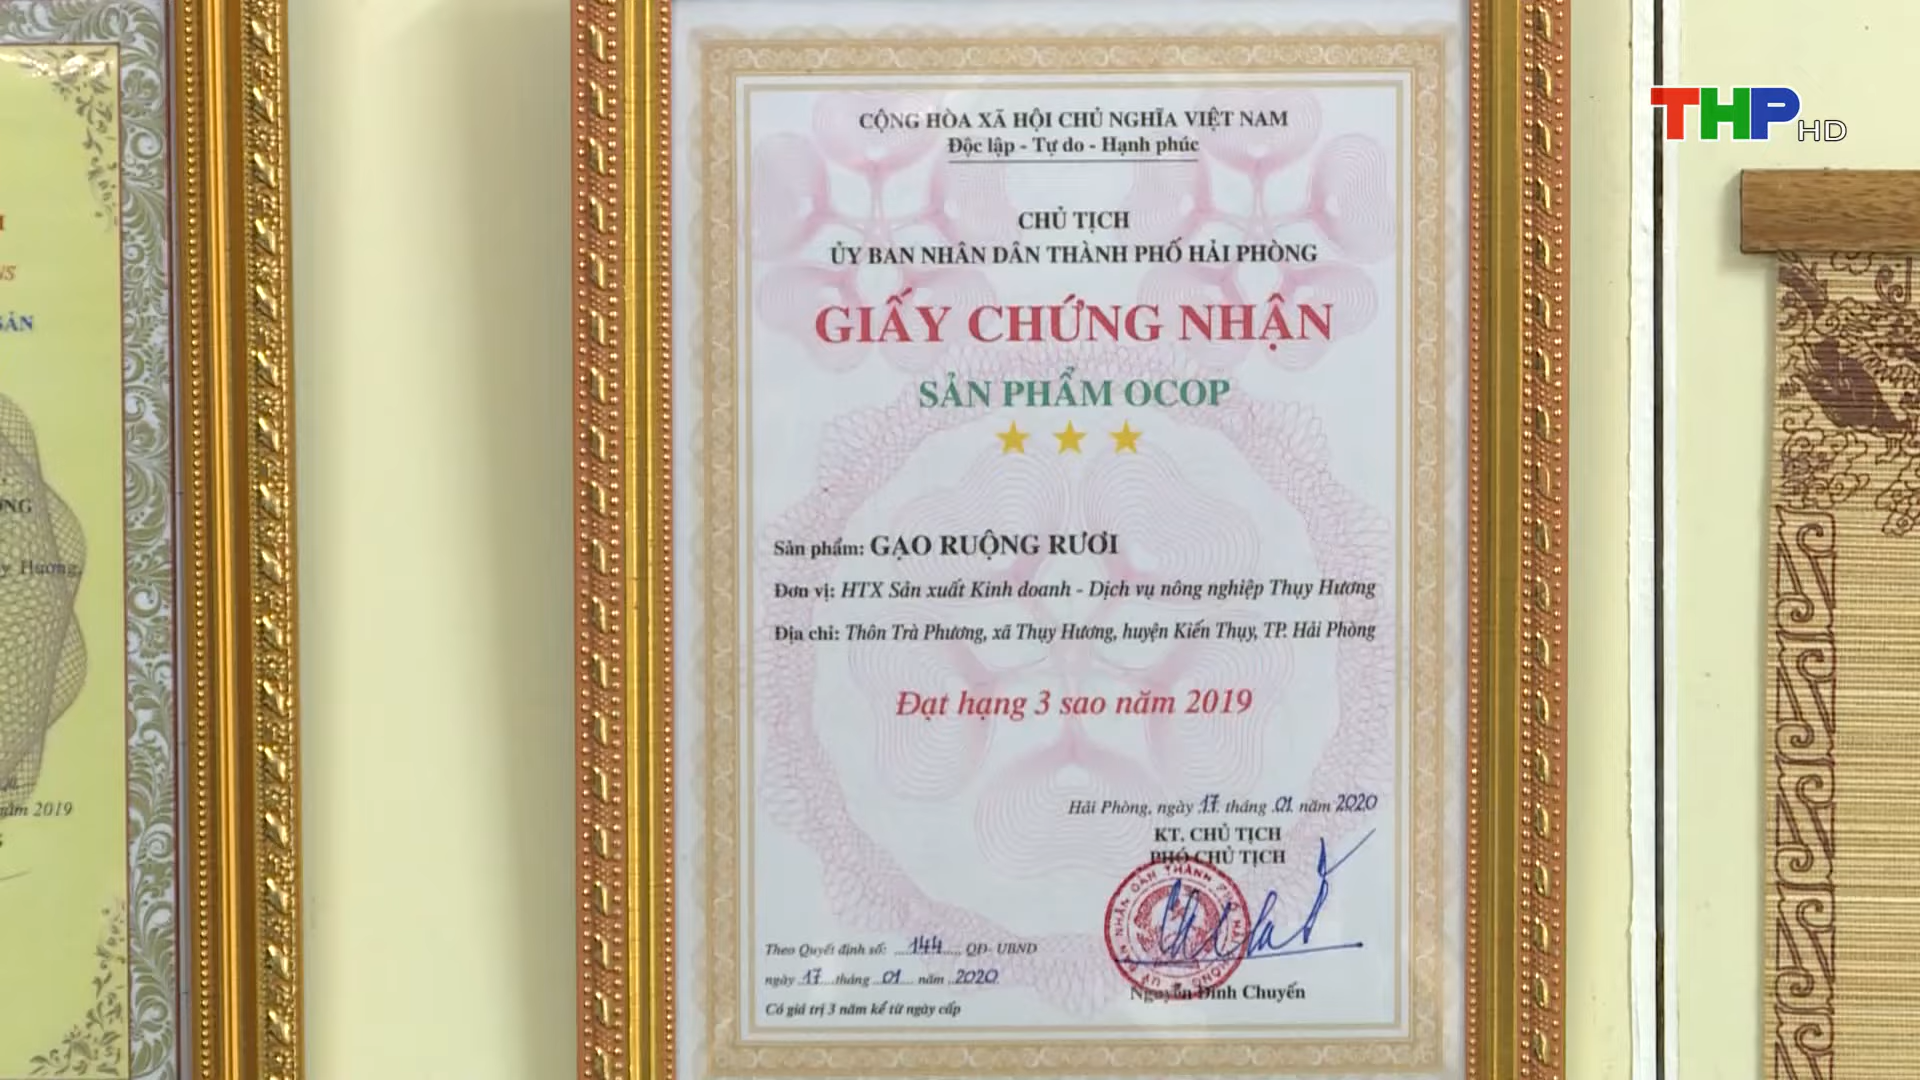 THP HD
CỘNG HÒA XÃ HỘI CHỦ NGHĨA VIỆT NAM
Độc lập - Tự do - Hạnh phúc
CHỦ TỊCH
ỦY BAN NHÂN DÂN THÀNH PHỐ HẢI PHÒNG
GIẤY CHỨNG NHẬN
SẢN PHẨM OCOP
Sản phẩm: GẠO RUỘNG RƯƠI
Đơn vị: HTX Sản xuất Kinh doanh - Dịch vụ nông nghiệp Thụy Hương
Địa chỉ: Thôn Trà Phương, xã Thụy Hương, huyện Kiến Thụy, TP. Hải Phòng
Đạt hạng 3 sao năm 2019
Hải Phòng, ngày 17 tháng 01 năm 2020
KT. CHỦ TỊCH
PHÓ CHỦ TỊCH
Theo Quyết định số: ....144.... QĐ- UBND
ngày 17 tháng 01 năm 2020
Có giá trị 3 năm kể từ ngày cấp
Nguyễn Đình Chuyến
Hương,
năm 2019